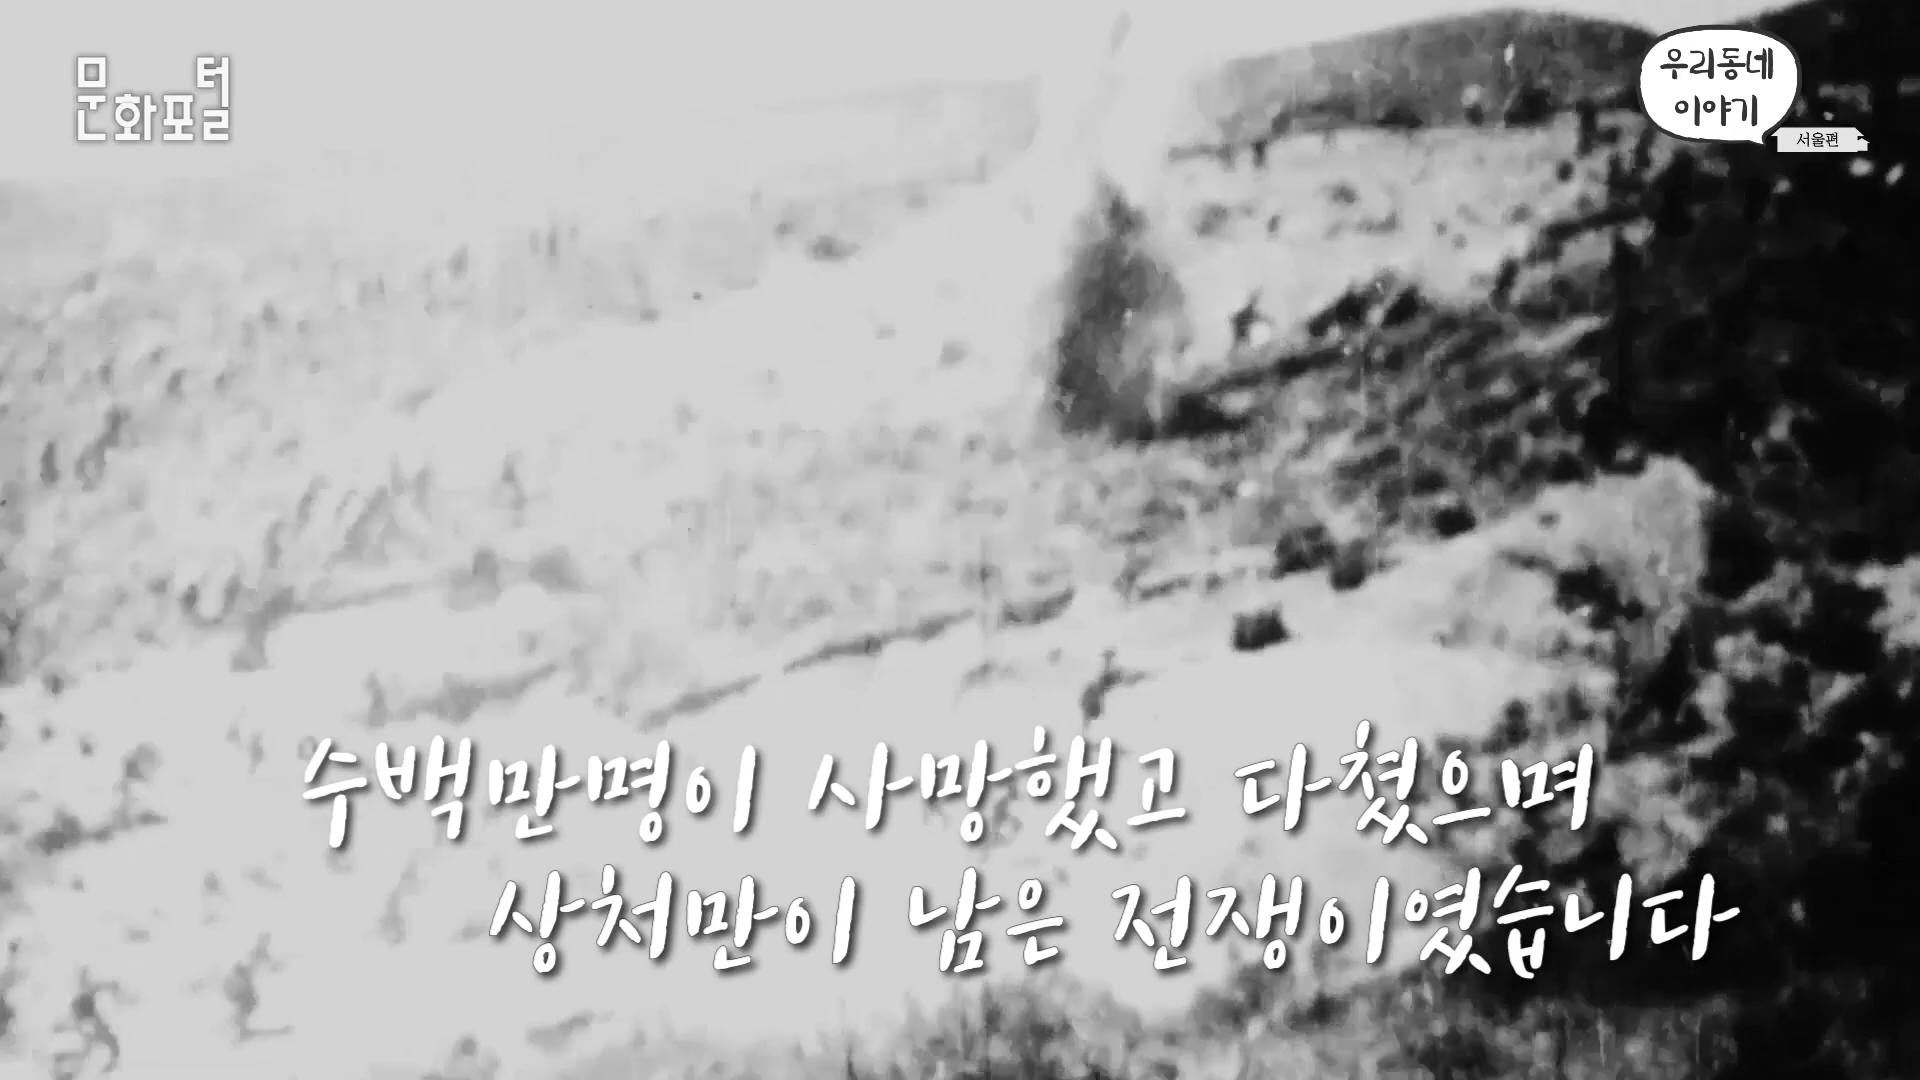 문화포털
우리동네
이야기
서울편
수백만명이 사망했고 다쳤으며
상처만이 남은 전쟁이였습니다